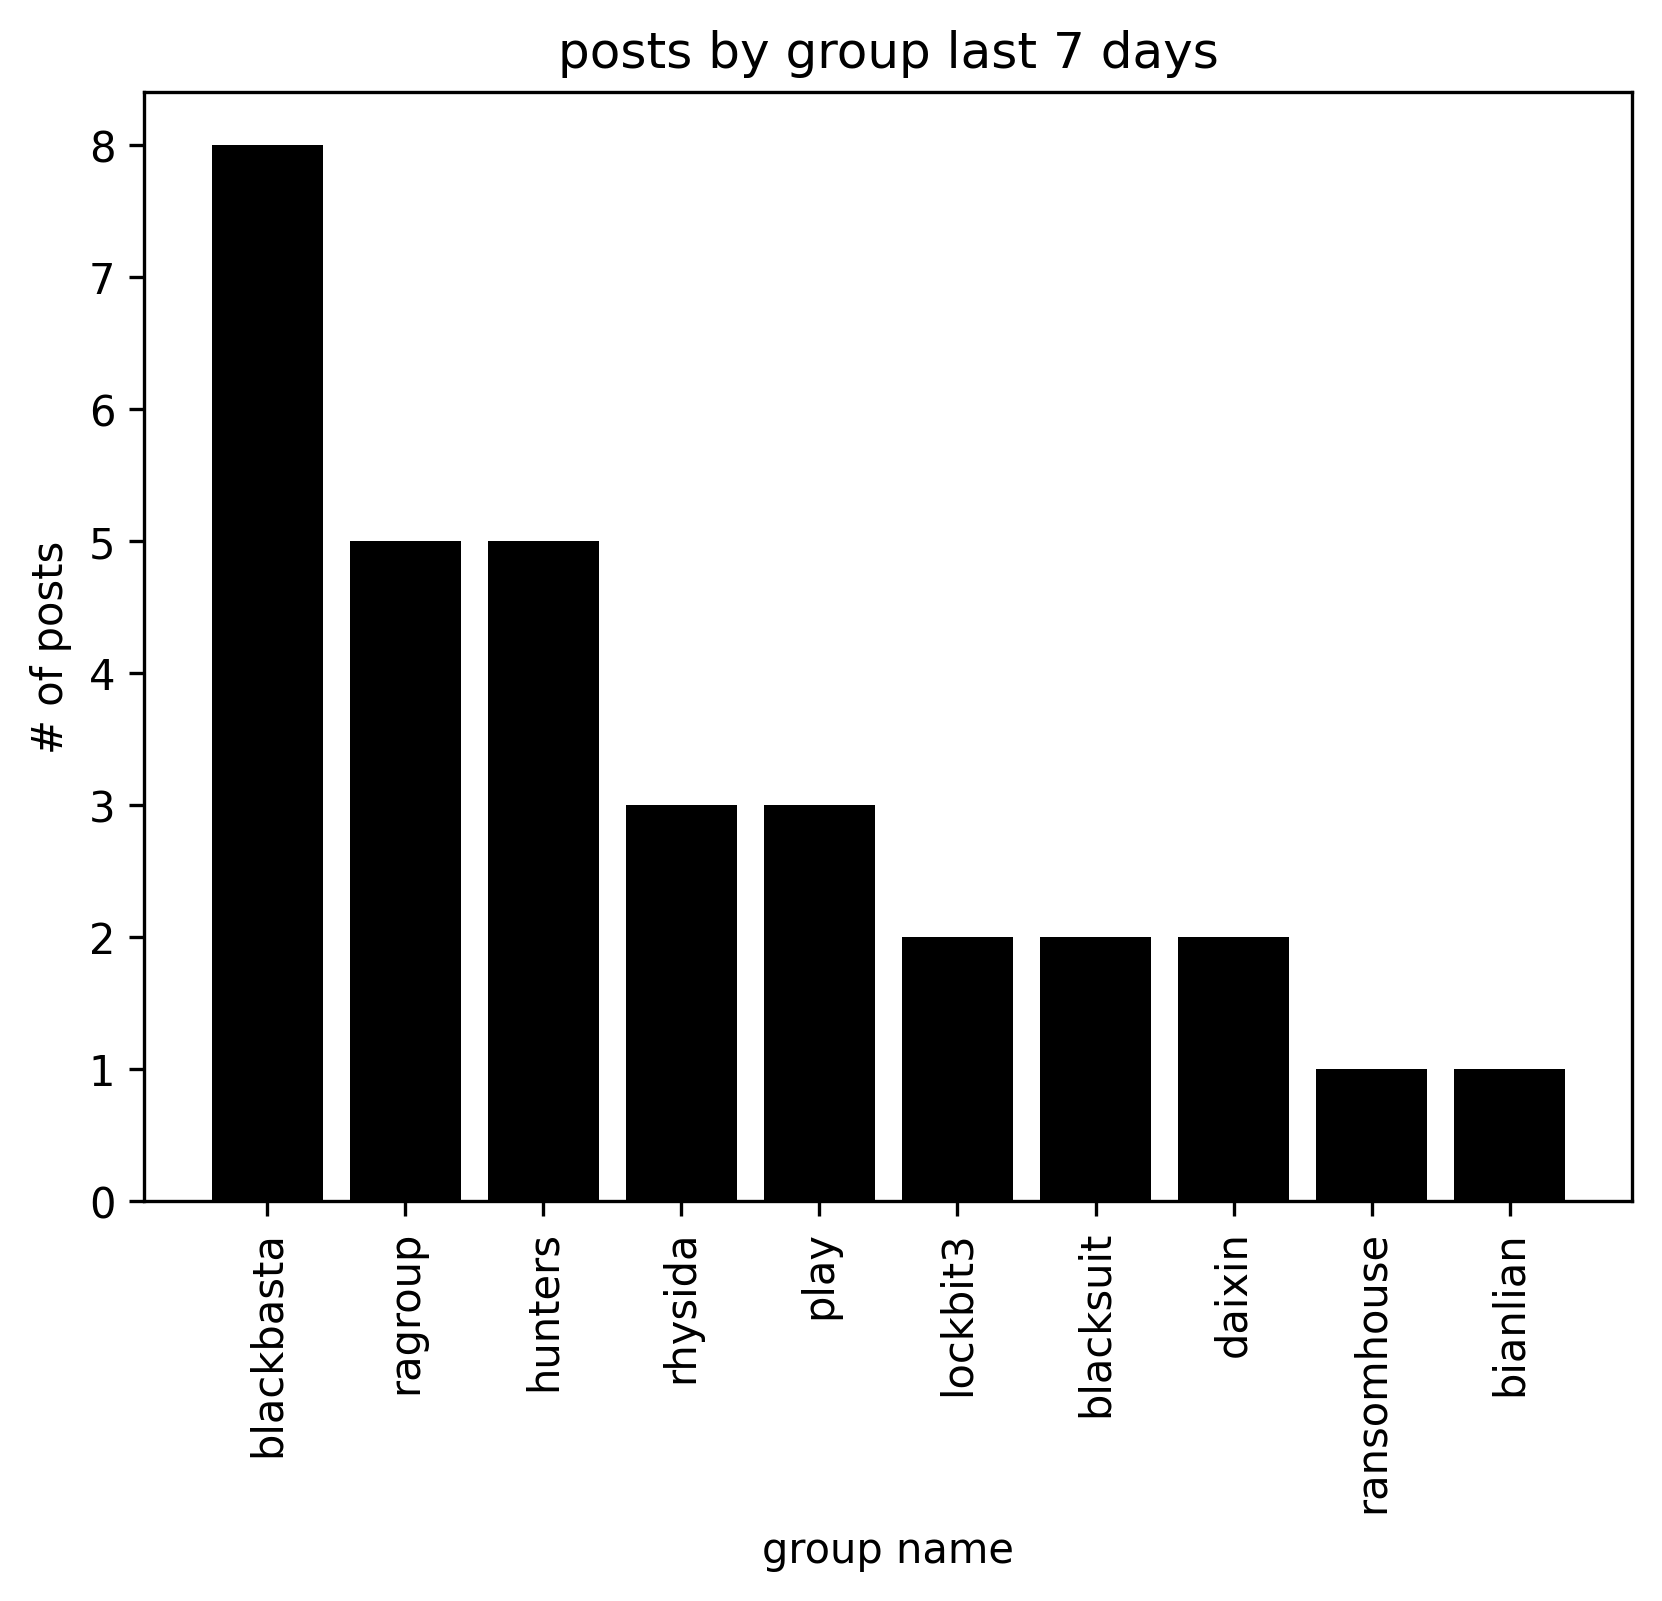 posts by group last 7 days
# of posts
8
7
6
5
4
3
2
1
0
blackbasta
ragroup
hunters
rhysida
play
lockbit3
blacksuit
daixin
ransomhouse
bianlian
group name